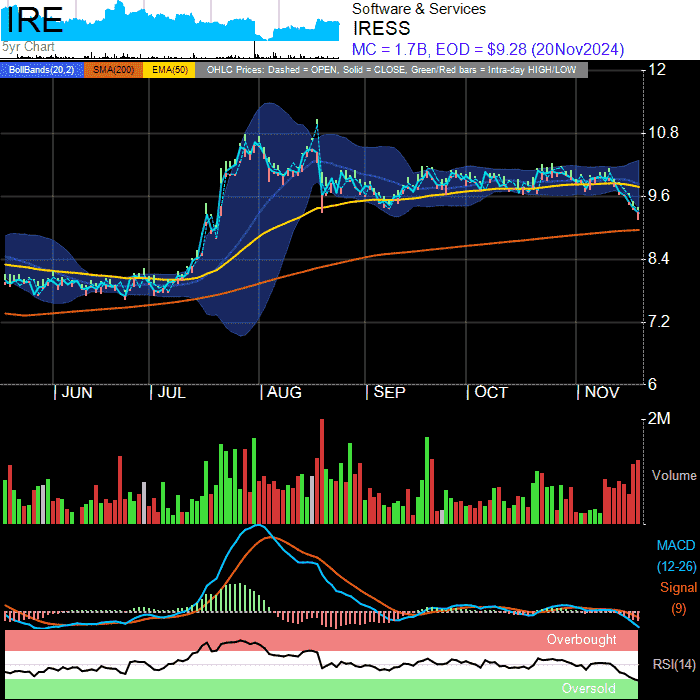 IRE
5yr Chart
Software & Services
IRESS
MC = 1.7B, EOD = $9.28 (20Nov2024)
BollBands(20,2) SMA(200) EMA(50) OHLC Prices: Dashed = OPEN, Solid = CLOSE, Green/Red bars = Intra-day HIGH/LOW
12
10.8
9.6
8.4
7.2
6
JUN JUL AUG SEP OCT NOV
2M
Volume
MACD
(12-26)
Signal
(9)
Overbought
RSI(14)
Oversold